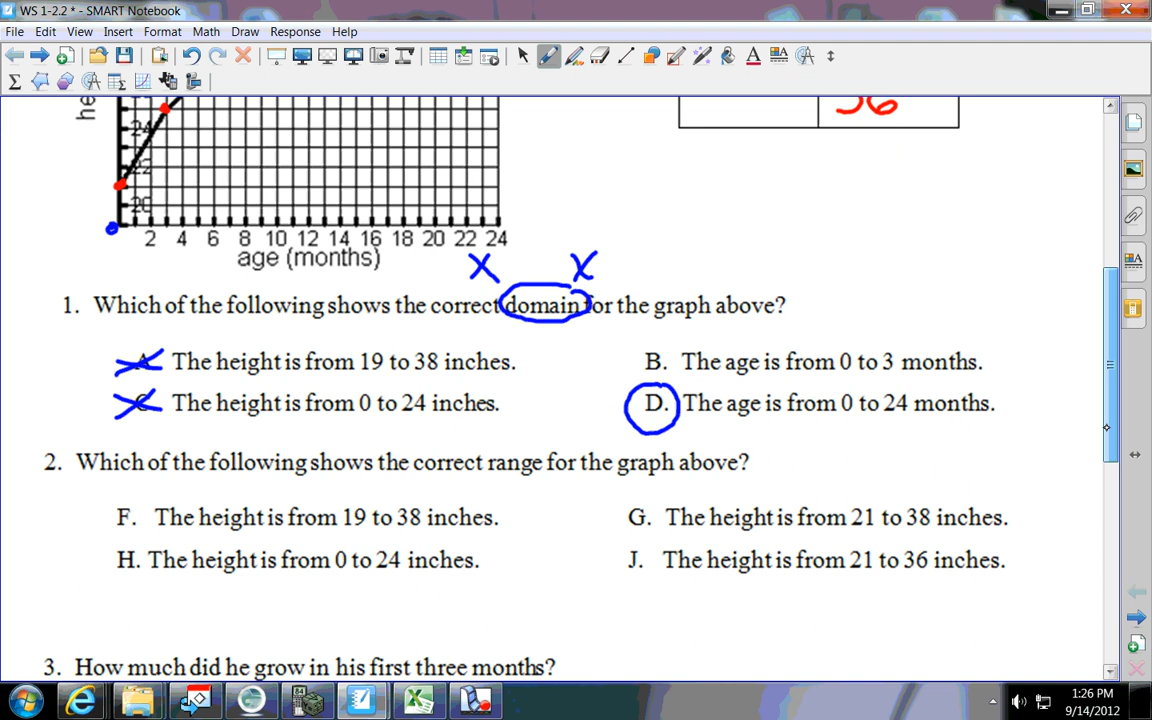 WS 1-2.2 * - SMART Notebook
File Edit View Insert Format Math Draw Response Help
he
24
22
20
36
2 4 6 8 10 12 14 16 18 20 22 24
age (months)
X X
1. Which of the following shows the correct domain for the graph above?
A. The height is from 19 to 38 inches.
B. The age is from 0 to 3 months.
C. The height is from 0 to 24 inches.
D. The age is from 0 to 24 months.
2. Which of the following shows the correct range for the graph above?
F. The height is from 19 to 38 inches.
G. The height is from 21 to 38 inches.
H. The height is from 0 to 24 inches.
J. The height is from 21 to 36 inches.
3. How much did he grow in his first three months?
1:26 PM
9/14/2012